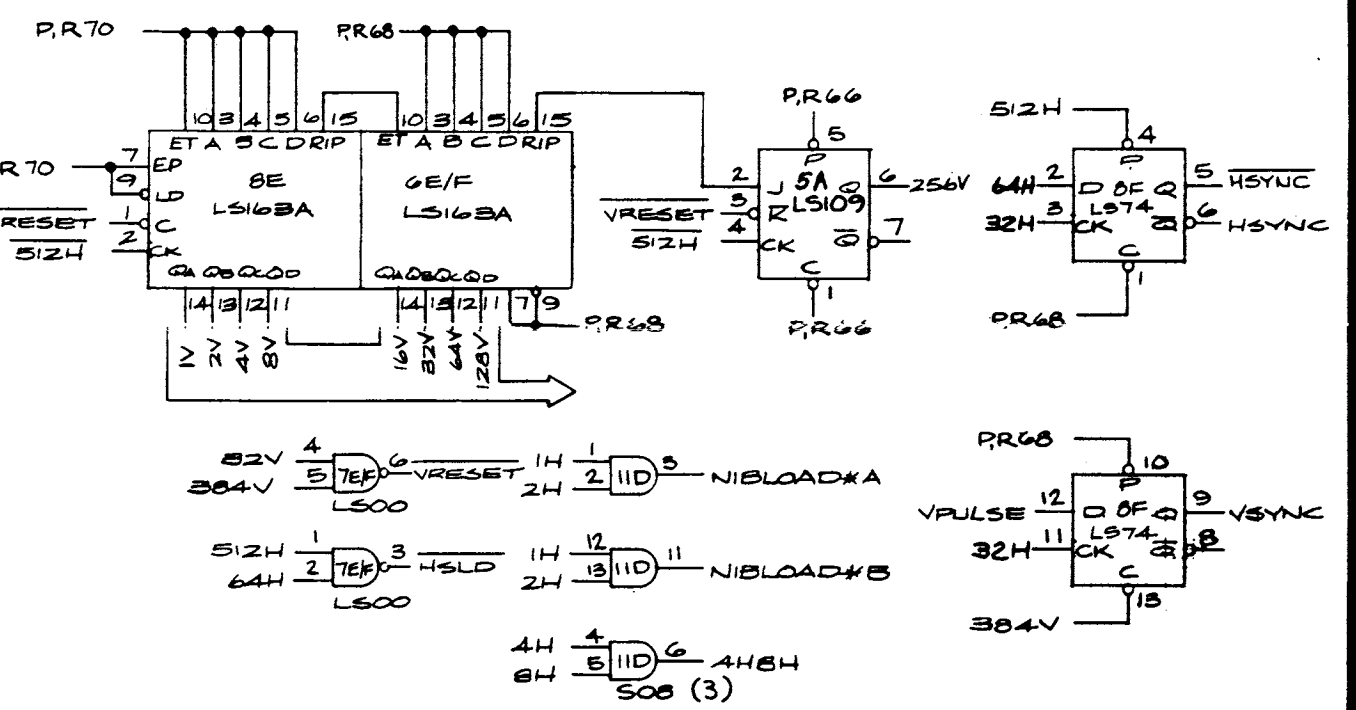 P,R70
P,R68
10 3 4 5 6 15
10 3 4 5 6 15
ET A B C D RIP
ET A B C D RIP
R70
7 EP
9 LD
RESET 1 C
512H 2 CK
8E
LS163A
6E/F
LS163A
QA QB QC QD
QA QB QC QD
14 13 12 11
14 13 12 11 7 9
P,R68
1V 2V 4V 8V
16V 32V 64V 128V
P,R66
5
P
2 J 5A Q 6 256V
LS109
VRESET 3 K
512H 4 CK Q 7
C
1
P,R66
512H
4
P
64H 2 D 8F Q 5 HSYNC
32H 3 CK LS74 Q 6 HSYNC
C
1
P,R68
32V 4
384V 5 7E/F 6 VRESET
LS00
512H 1
64H 2 7E/F 3 HSLD
LS00
1H 1
2H 2 11D 3 NIBLOAD*A
1H 12
2H 13 11D 11 NIBLOAD*B
4H 4
8H 5 11D 6 4H8H
S08 (3)
P,R68
10
P
VPULSE 12 D 8F Q 9 VSYNC
32H 11 CK LS74 Q 8
C
13
384V